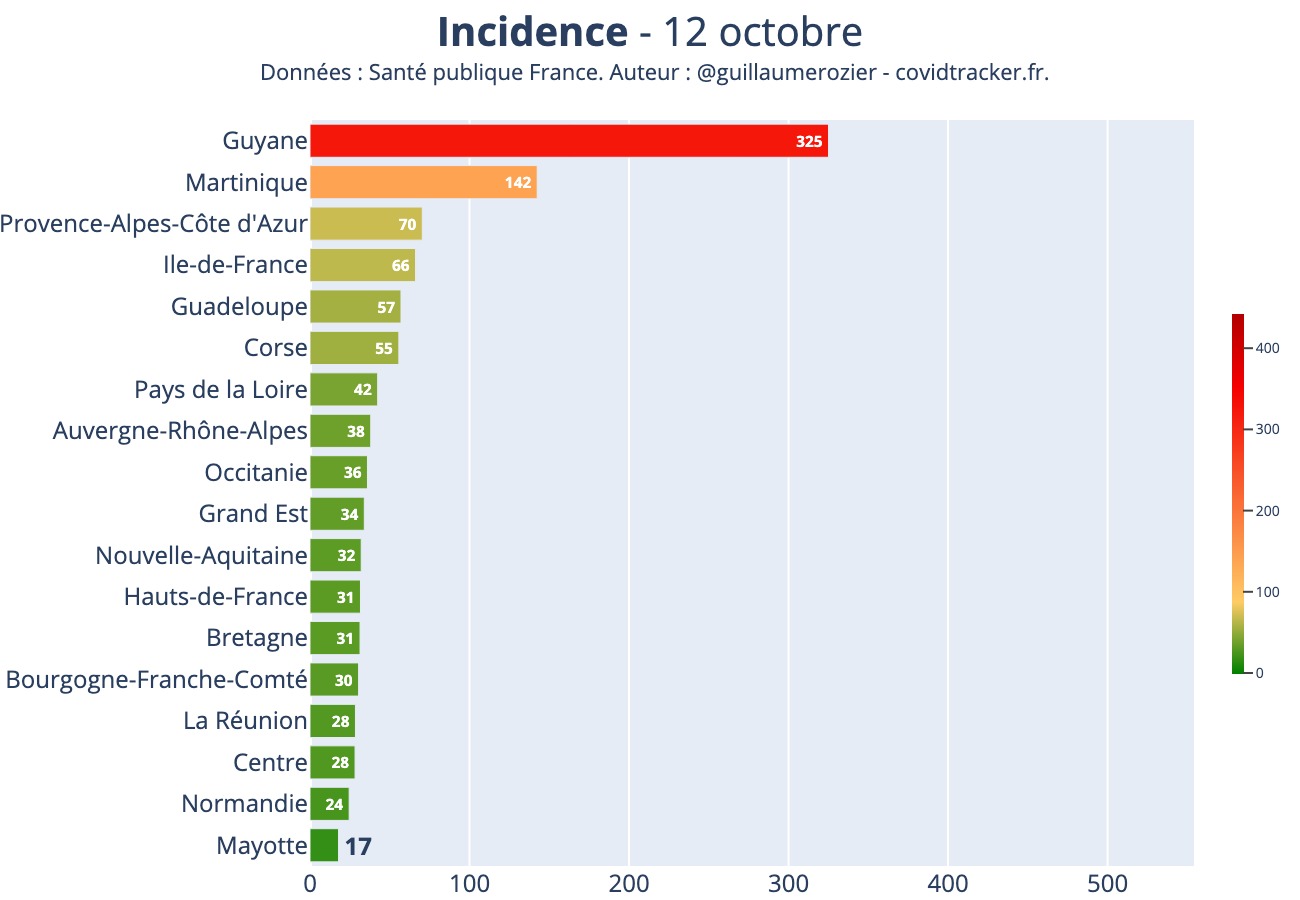 Incidence - 12 octobre
Données : Santé publique France. Auteur : @guillaumerozier - covidtracker.fr.
Guyane 325
Martinique 142
Provence-Alpes-Côte d'Azur 70
Ile-de-France 66
Guadeloupe 57
Corse 55
Pays de la Loire 42
Auvergne-Rhône-Alpes 38
Occitanie 36
Grand Est 34
Nouvelle-Aquitaine 32
Hauts-de-France 31
Bretagne 31
Bourgogne-Franche-Comté 30
La Réunion 28
Centre 28
Normandie 24
Mayotte 17
0 100 200 300 400 500
400
300
200
100
0